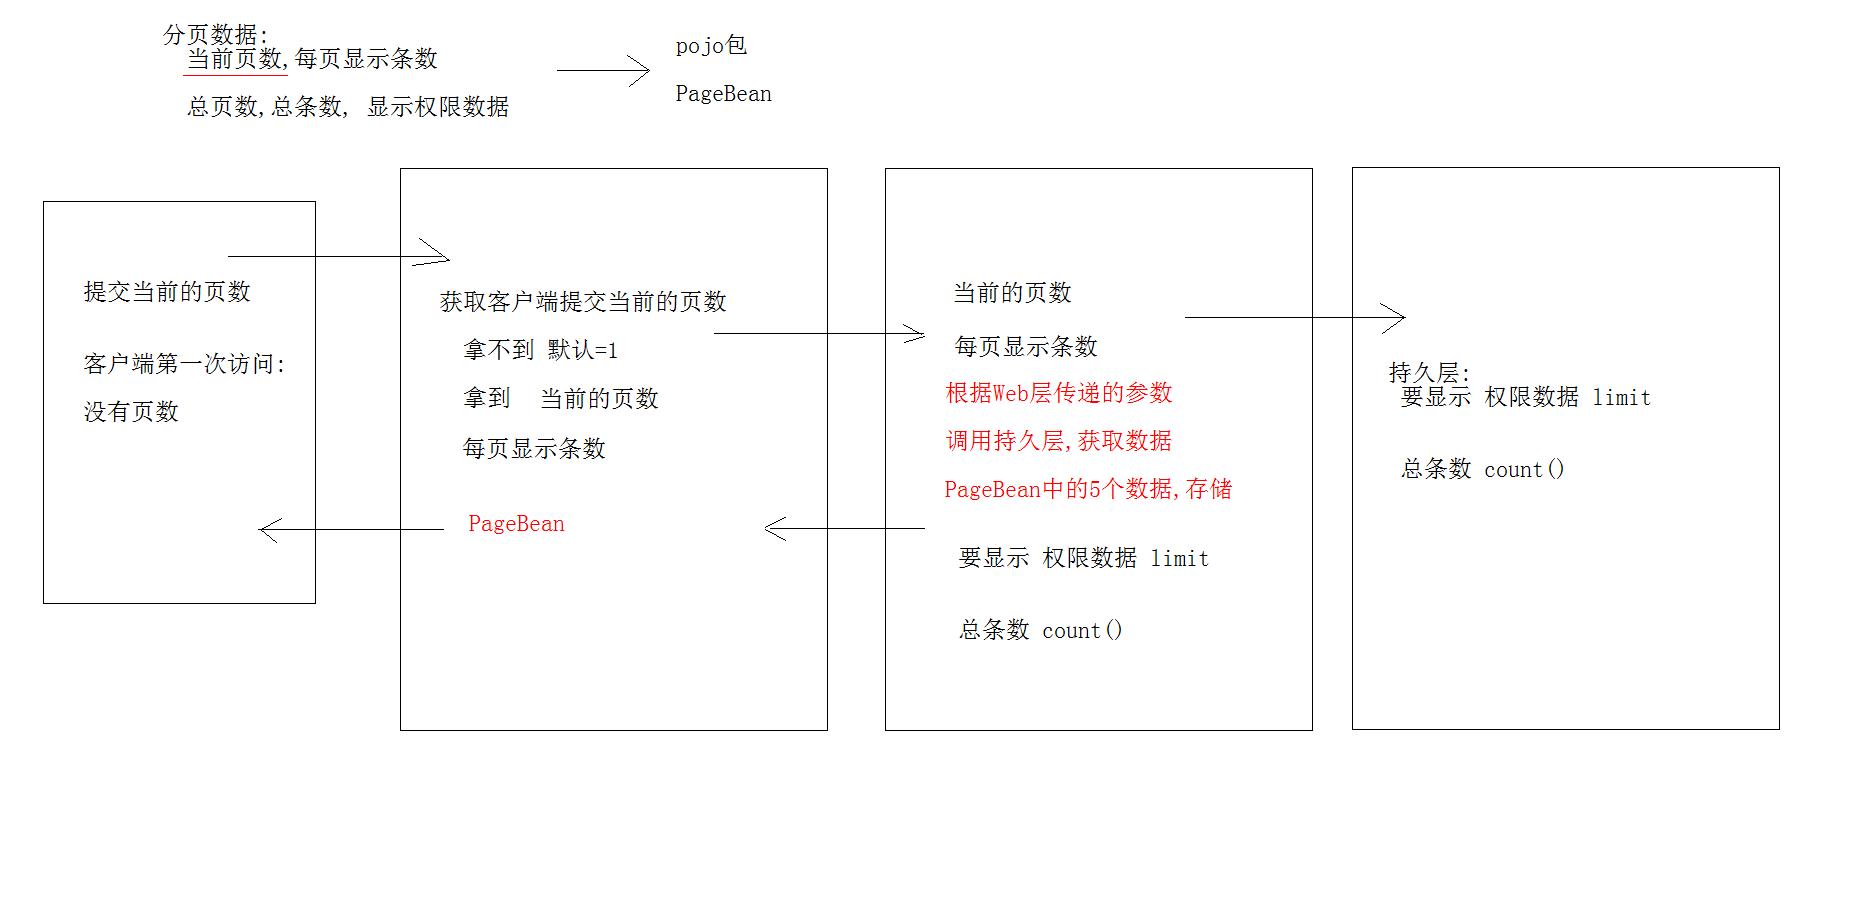 分页数据:
当前页数,每页显示条数
总页数,总条数, 显示权限数据
pojo包
PageBean
提交当前的页数
客户端第一次访问:
没有页数
获取客户端提交当前的页数
拿不到 默认=1
拿到 当前的页数
每页显示条数
PageBean
当前的页数
每页显示条数
根据Web层传递的参数
调用持久层,获取数据
PageBean中的5个数据,存储
要显示 权限数据 limit
总条数 count()
持久层:
要显示 权限数据 limit
总条数 count()